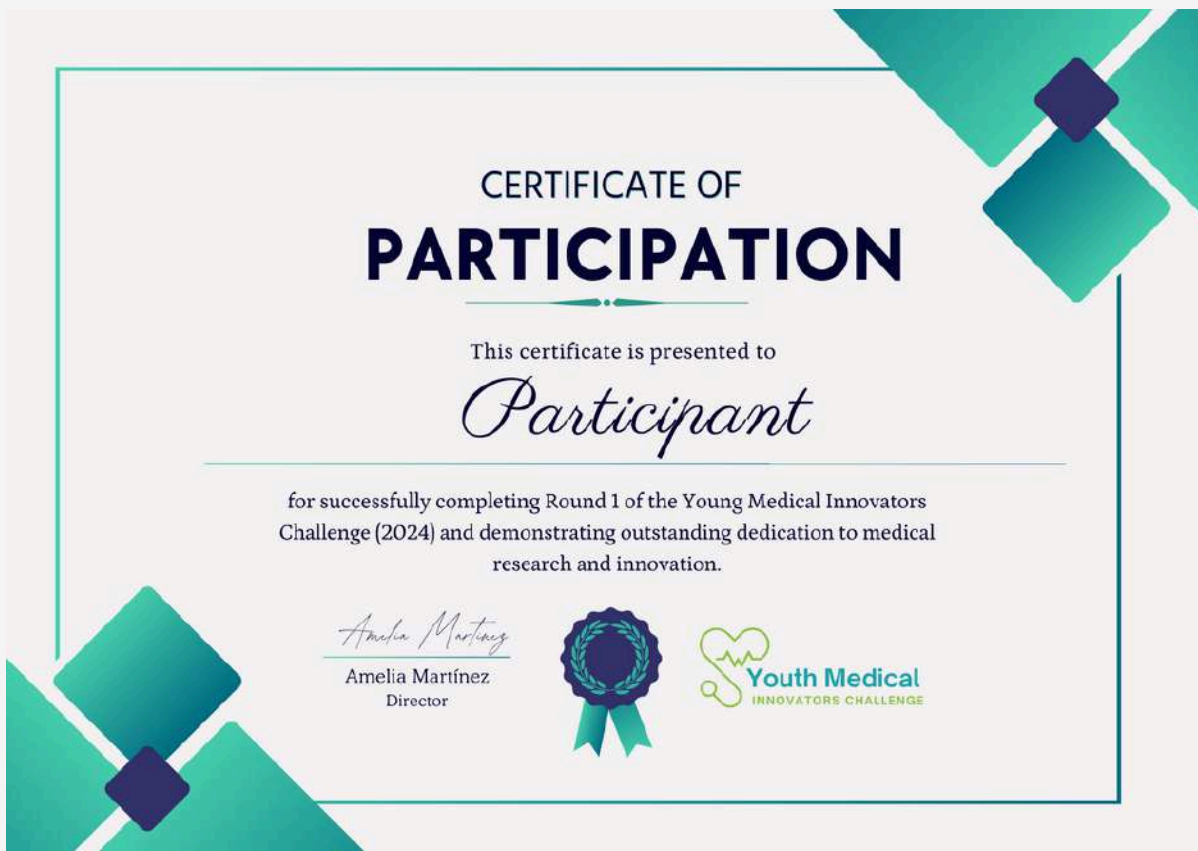 CERTIFICATE OF
PARTICIPATION
This certificate is presented to
Participant
for successfully completing Round 1 of the Young Medical Innovators
Challenge (2024) and demonstrating outstanding dedication to medical
research and innovation.
Amelia Martinez
Amelia Martínez
Director
Youth Medical
INNOVATORS CHALLENGE